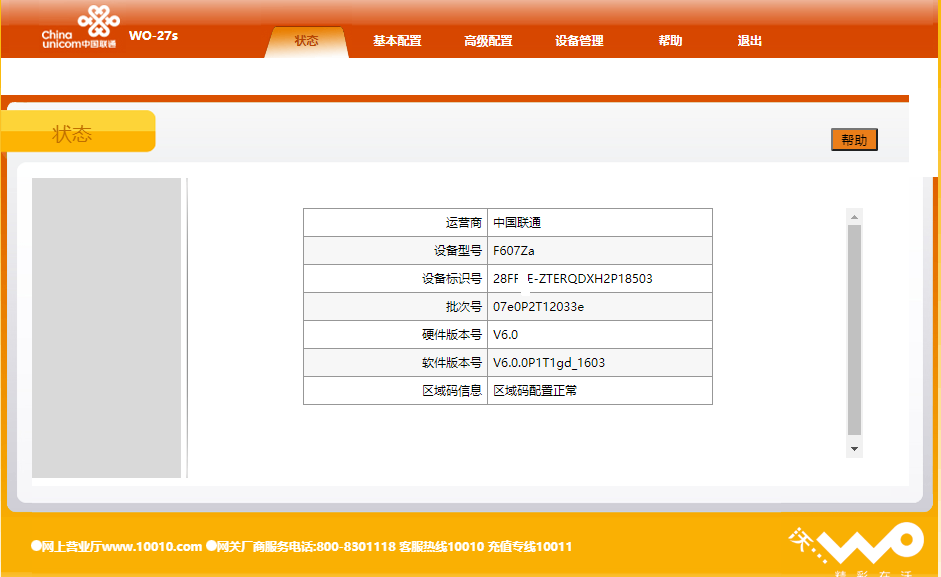 China
unicom中国联通
WO-27s
状态 基本配置 高级配置 设备管理 帮助 退出
状态
帮助
运营商 中国联通
设备型号 F607Za
设备标识号 28FF E-ZTERQDXH2P18503
批次号 07e0P2T12033e
硬件版本号 V6.0
软件版本号 V6.0.0P1T1gd_1603
区域码信息 区域码配置正常
●网上营业厅www.10010.com ●网关厂商服务电话:800-8301118 客服热线10010 充值专线10011
沃...WO
精彩在沃